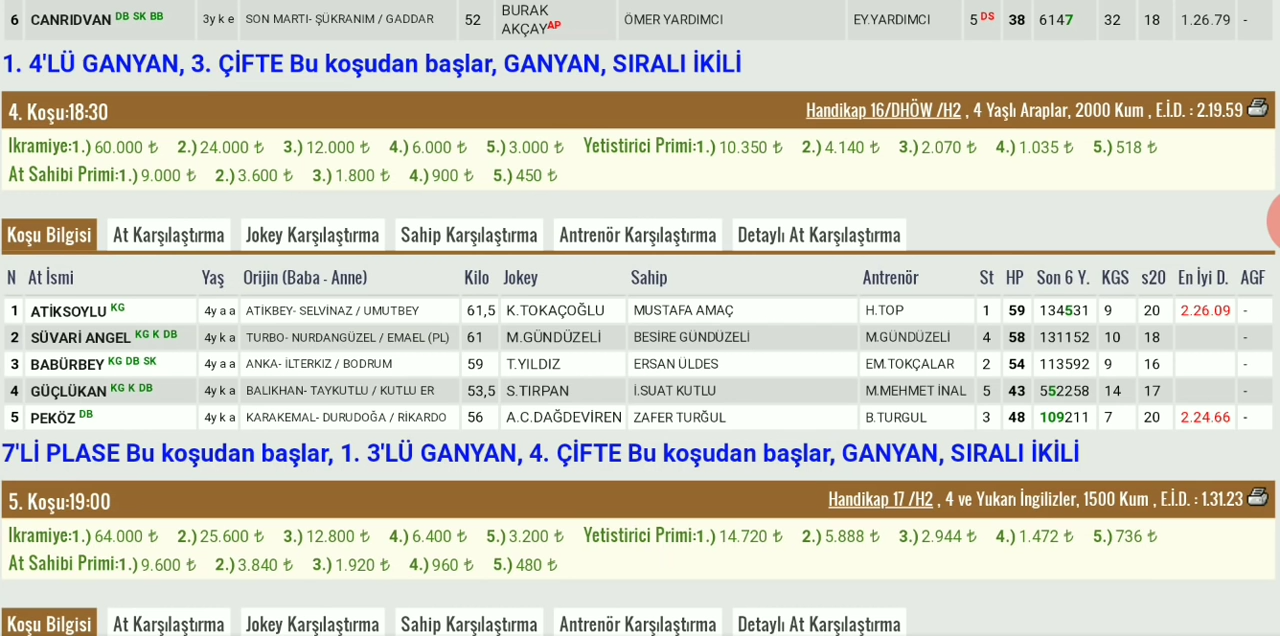 6 CANRIDVAN DB SK BB 3y k e SON MARTI- ŞÜKRANIM / GADDAR 52 BURAK AKÇAY AP ÖMER YARDIMCI EY.YARDIMCI 5 DS 38 6147 32 18 1.26.79 -
1. 4'LÜ GANYAN, 3. ÇİFTE Bu koşudan başlar, GANYAN, SIRALI İKİLİ
4. Koşu:18:30 Handikap 16/DHÖW /H2 , 4 Yaşlı Araplar, 2000 Kum , E.İ.D. : 2.19.59
Ikramiye:1.) 60.000 ₺ 2.) 24.000 ₺ 3.) 12.000 ₺ 4.) 6.000 ₺ 5.) 3.000 ₺ Yetistirici Primi:1.) 10.350 ₺ 2.) 4.140 ₺ 3.) 2.070 ₺ 4.) 1.035 ₺ 5.) 518 ₺
At Sahibi Primi:1.) 9.000 ₺ 2.) 3.600 ₺ 3.) 1.800 ₺ 4.) 900 ₺ 5.) 450 ₺
Koşu Bilgisi At Karşılaştırma Jokey Karşılaştırma Sahip Karşılaştırma Antrenör Karşılaştırma Detaylı At Karşılaştırma
N At İsmi Yaş Orijin (Baba - Anne) Kilo Jokey Sahip Antrenör St HP Son 6 Y. KGS s20 En İyi D. AGF
1 ATİKSOYLU KG 4y a a ATİKBEY- SELVİNAZ / UMUTBEY 61,5 K.TOKAÇOĞLU MUSTAFA AMAÇ H.TOP 1 59 134531 9 20 2.26.09 -
2 SÜVARİ ANGEL KG K DB 4y k a TURBO- NURDANGÜZEL / EMAEL (PL) 61 M.GÜNDÜZELİ BESİRE GÜNDÜZELİ M.GÜNDÜZELİ 4 58 131152 10 18 -
3 BABÜRBEY KG DB SK 4y a a ANKA- İLTERKIZ / BODRUM 59 T.YILDIZ ERSAN ÜLDES EM.TOKÇALAR 2 54 113592 9 16 -
4 GÜÇLÜKAN KG K DB 4y k a BALIKHAN- TAYKUTLU / KUTLU ER 53,5 S.TIRPAN İ.SUAT KUTLU M.MEHMET İNAL 5 43 552258 14 17 -
5 PEKÖZ DB 4y k a KARAKEMAL- DURUDOĞA / RİKARDO 56 A.C.DAĞDEVİREN ZAFER TURĞUL B.TURGUL 3 48 109211 7 20 2.24.66 -
7'Lİ PLASE Bu koşudan başlar, 1. 3'LÜ GANYAN, 4. ÇİFTE Bu koşudan başlar, GANYAN, SIRALI İKİLİ
5. Koşu:19:00 Handikap 17 /H2 , 4 ve Yukarı İngilizler, 1500 Kum , E.İ.D. : 1.31.23
Ikramiye:1.) 64.000 ₺ 2.) 25.600 ₺ 3.) 12.800 ₺ 4.) 6.400 ₺ 5.) 3.200 ₺ Yetistirici Primi:1.) 14.720 ₺ 2.) 5.888 ₺ 3.) 2.944 ₺ 4.) 1.472 ₺ 5.) 736 ₺
At Sahibi Primi:1.) 9.600 ₺ 2.) 3.840 ₺ 3.) 1.920 ₺ 4.) 960 ₺ 5.) 480 ₺
Koşu Bilgisi At Karşılaştırma Jokey Karşılaştırma Sahip Karşılaştırma Antrenör Karşılaştırma Detaylı At Karşılaştırma